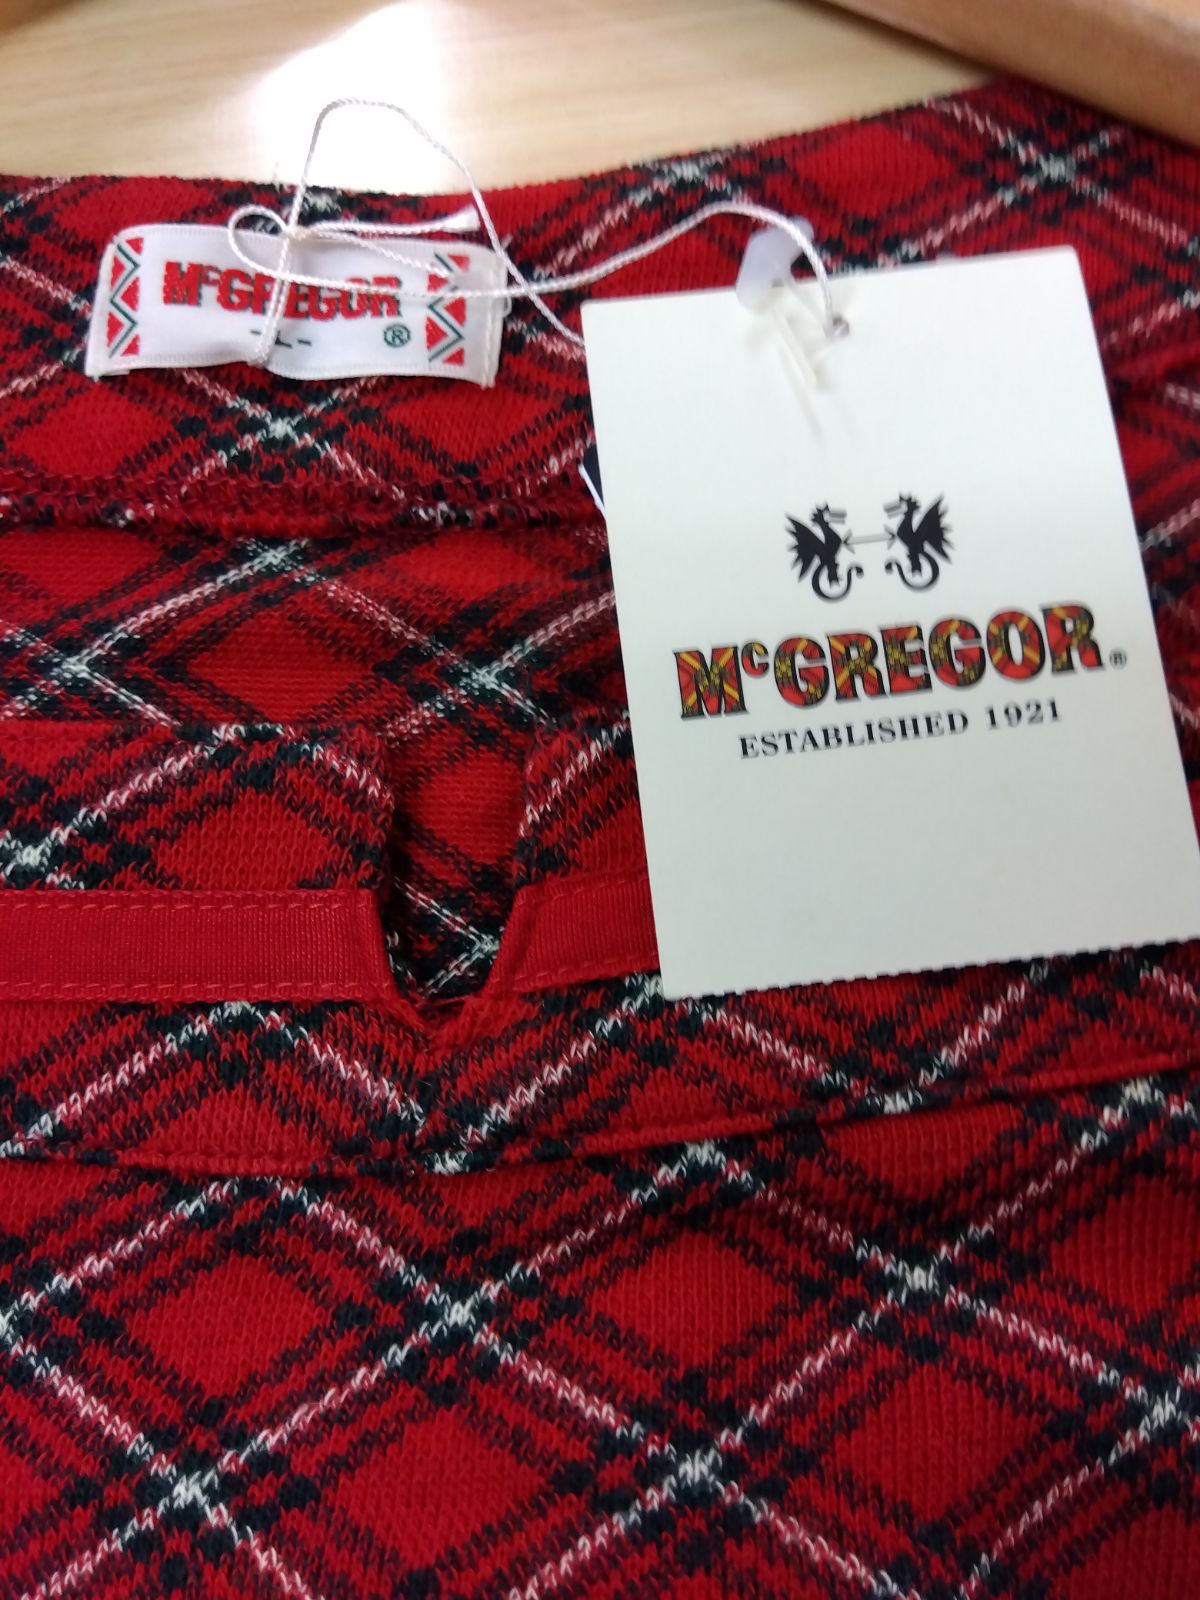 McGREGOR
-L-
®
McGREGOR®
ESTABLISHED 1921